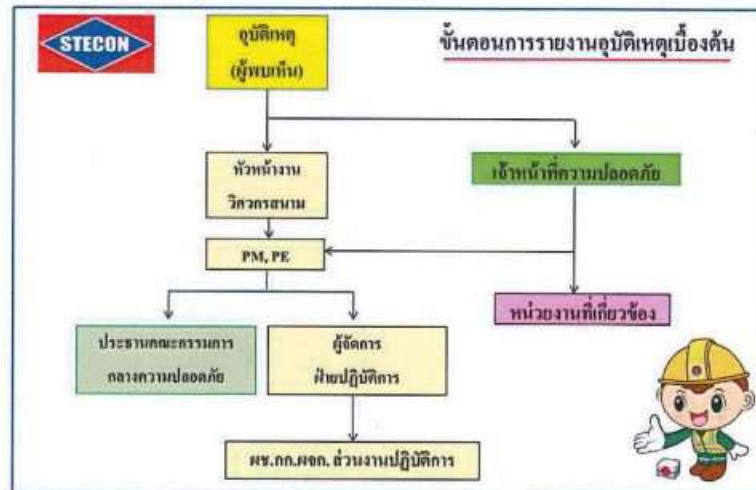 STECON
อุบัติเหตุ
(ผู้พบเห็น)
ขั้นตอนการรายงานอุบัติเหตุเบื้องต้น
หัวหน้างาน
วิศวกรสนาม
เจ้าหน้าที่ความปลอดภัย
PM, PE
หน่วยงานที่เกี่ยวข้อง
ประธานคณะกรรมการ
กลางความปลอดภัย
ผู้จัดการ
ฝ่ายปฏิบัติการ
ผช.กก.ผจก. ส่วนงานปฏิบัติการ